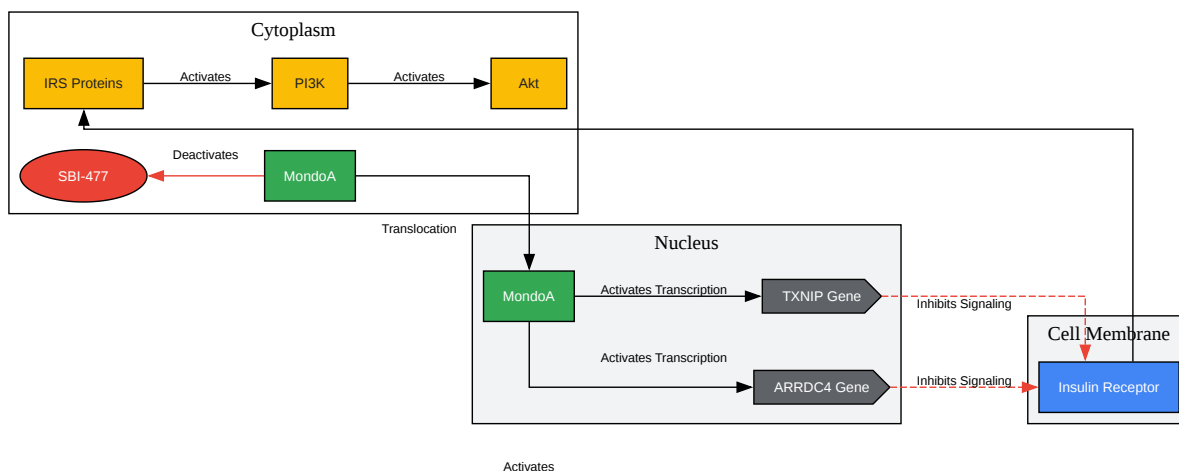 Cytoplasm
IRS Proteins
Activates
PI3K
Activates
Akt
Deactivates
SBI-477
MondoA
Translocation
Nucleus
MondoA
Activates Transcription
TXNIP Gene
Inhibits Signaling
Cell Membrane
Activates Transcription
ARRDC4 Gene
Inhibits Signaling
Insulin Receptor
Activates